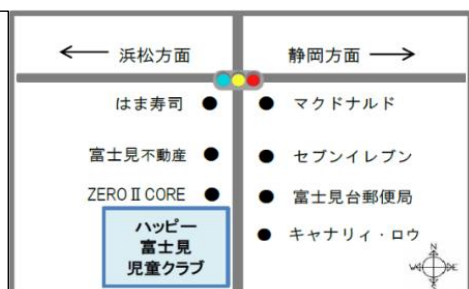 ← 浜松方面
静岡方面 →
はま寿司 ●
● マクドナルド
富士見不動産 ●
● セブンイレブン
ZERO Ⅱ CORE ●
● 富士見台郵便局
● キャナリィ・ロウ
ハッピー
富士見
児童クラブ
N
W E
S